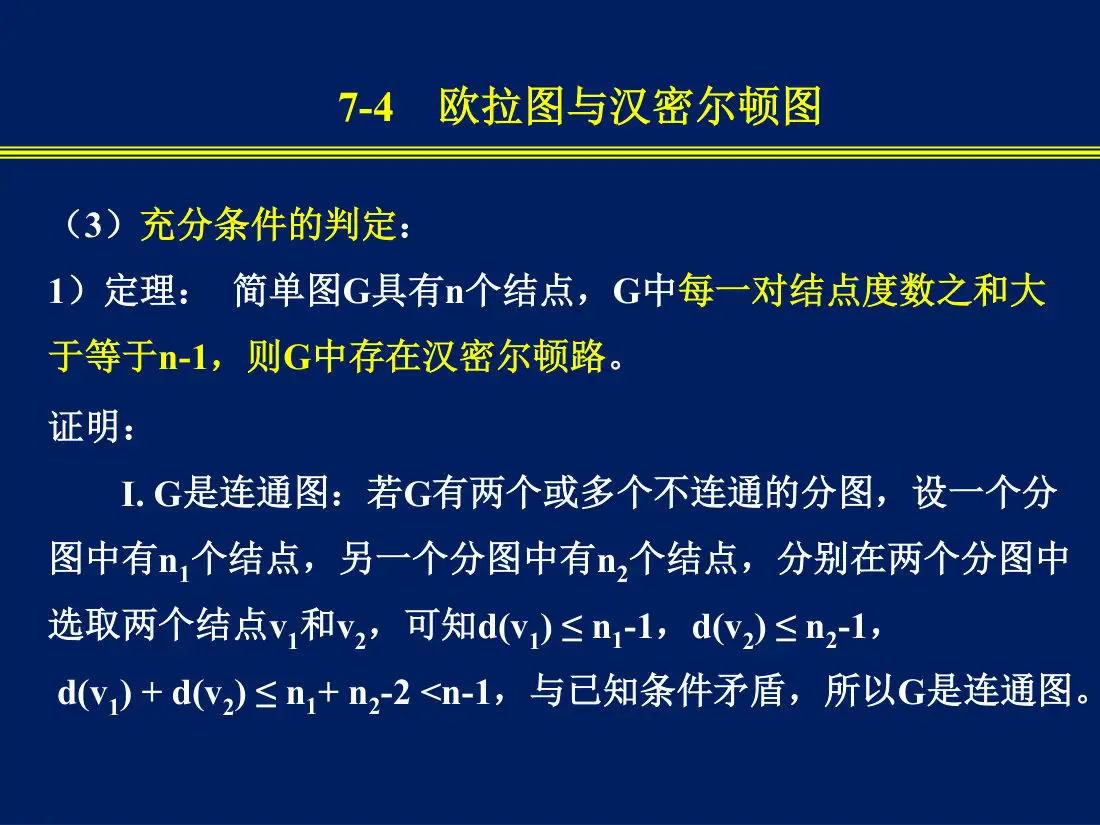 7-4 欧拉图与汉密尔顿图
（3）充分条件的判定：
1）定理： 简单图G具有n个结点，G中每一对结点度数之和大
于等于n-1，则G中存在汉密尔顿路。
证明：
I. G是连通图：若G有两个或多个不连通的分图，设一个分
图中有n₁个结点，另一个分图中有n₂个结点，分别在两个分图中
选取两个结点v₁和v₂，可知d(v₁) ≤ n₁-1，d(v₂) ≤ n₂-1，
d(v₁) + d(v₂) ≤ n₁+ n₂-2 <n-1，与已知条件矛盾，所以G是连通图。